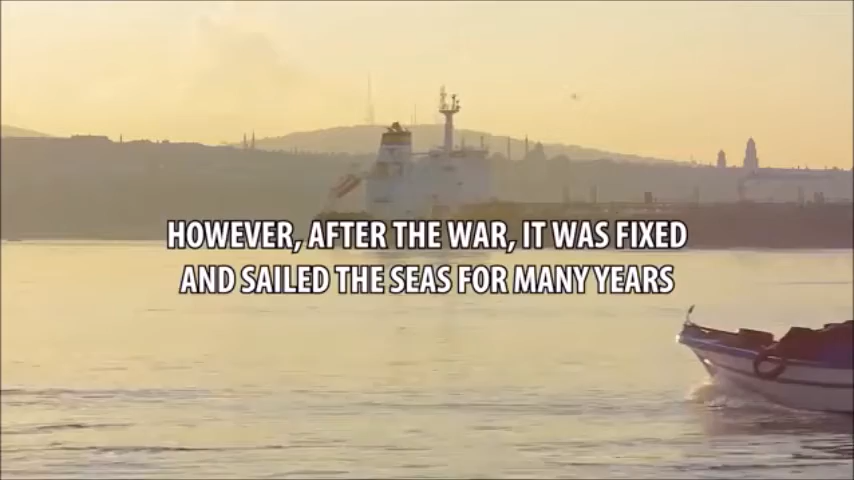 HOWEVER, AFTER THE WAR, IT WAS FIXED
AND SAILED THE SEAS FOR MANY YEARS